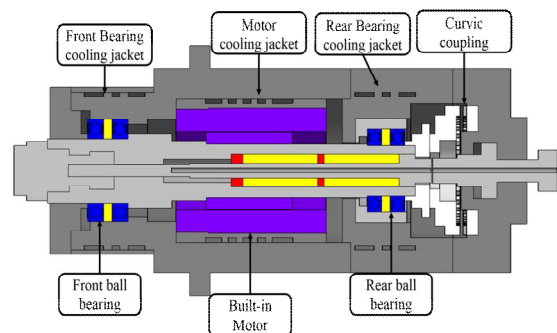 Front Bearing
cooling jacket
Motor
cooling jacket
Rear Bearing
cooling jacket
Curvic
coupling
Front ball
bearing
Built-in
Motor
Rear ball
bearing